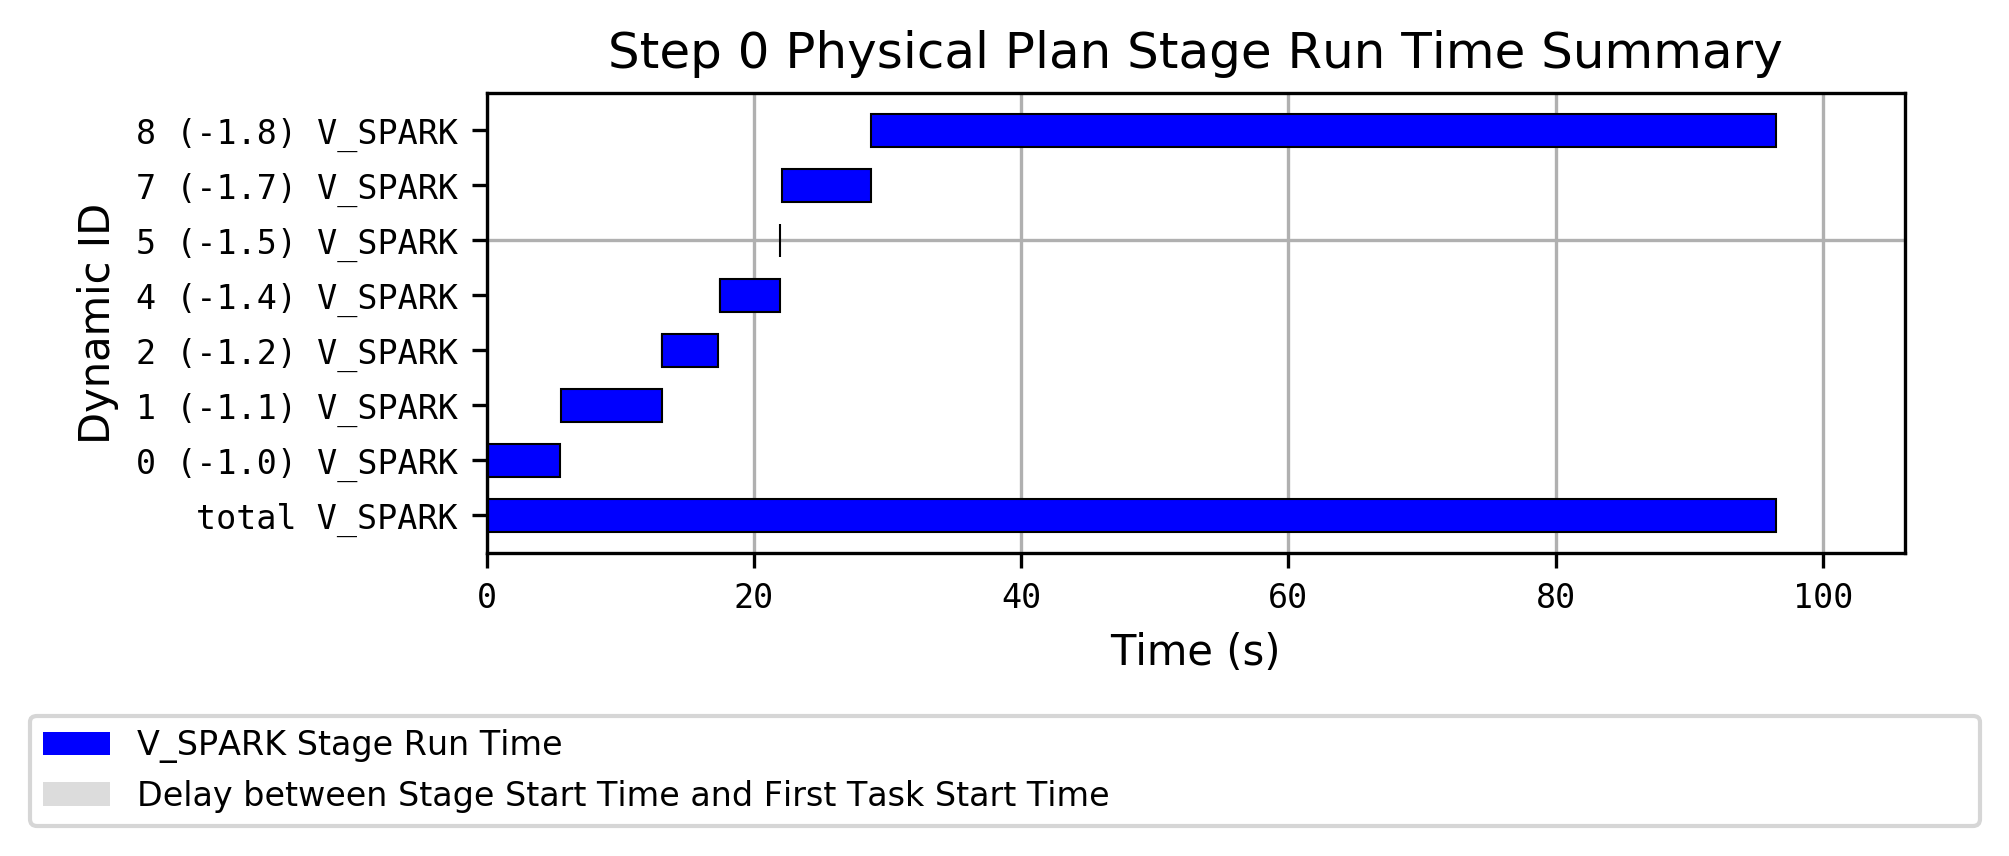 Step 0 Physical Plan Stage Run Time Summary
Dynamic ID
8 (-1.8) V_SPARK
7 (-1.7) V_SPARK
5 (-1.5) V_SPARK
4 (-1.4) V_SPARK
2 (-1.2) V_SPARK
1 (-1.1) V_SPARK
0 (-1.0) V_SPARK
total V_SPARK
0 20 40 60 80 100
Time (s)
V_SPARK Stage Run Time
Delay between Stage Start Time and First Task Start Time